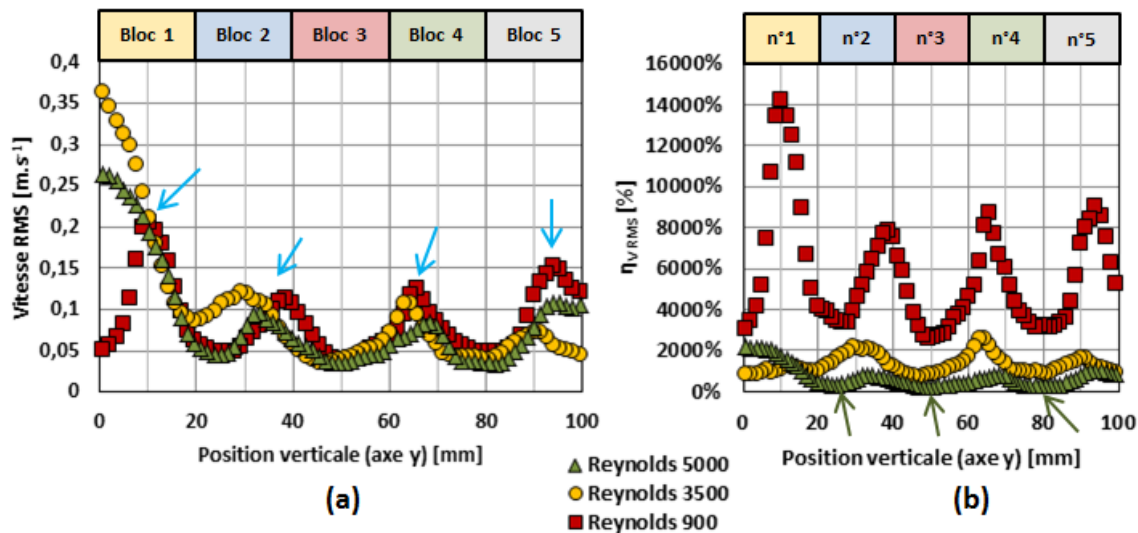 Bloc 1 Bloc 2 Bloc 3 Bloc 4 Bloc 5
0,4
0,35
0,3
0,25
0,2
0,15
0,1
0,05
0
Vitesse RMS [m.s⁻¹]
0 20 40 60 80 100
Position verticale (axe y) [mm]
(a)
n°1 n°2 n°3 n°4 n°5
16000%
14000%
12000%
10000%
8000%
6000%
4000%
2000%
0%
η_V RMS [%]
0 20 40 60 80 100
Position verticale (axe y) [mm]
(b)
Reynolds 5000
Reynolds 3500
Reynolds 900